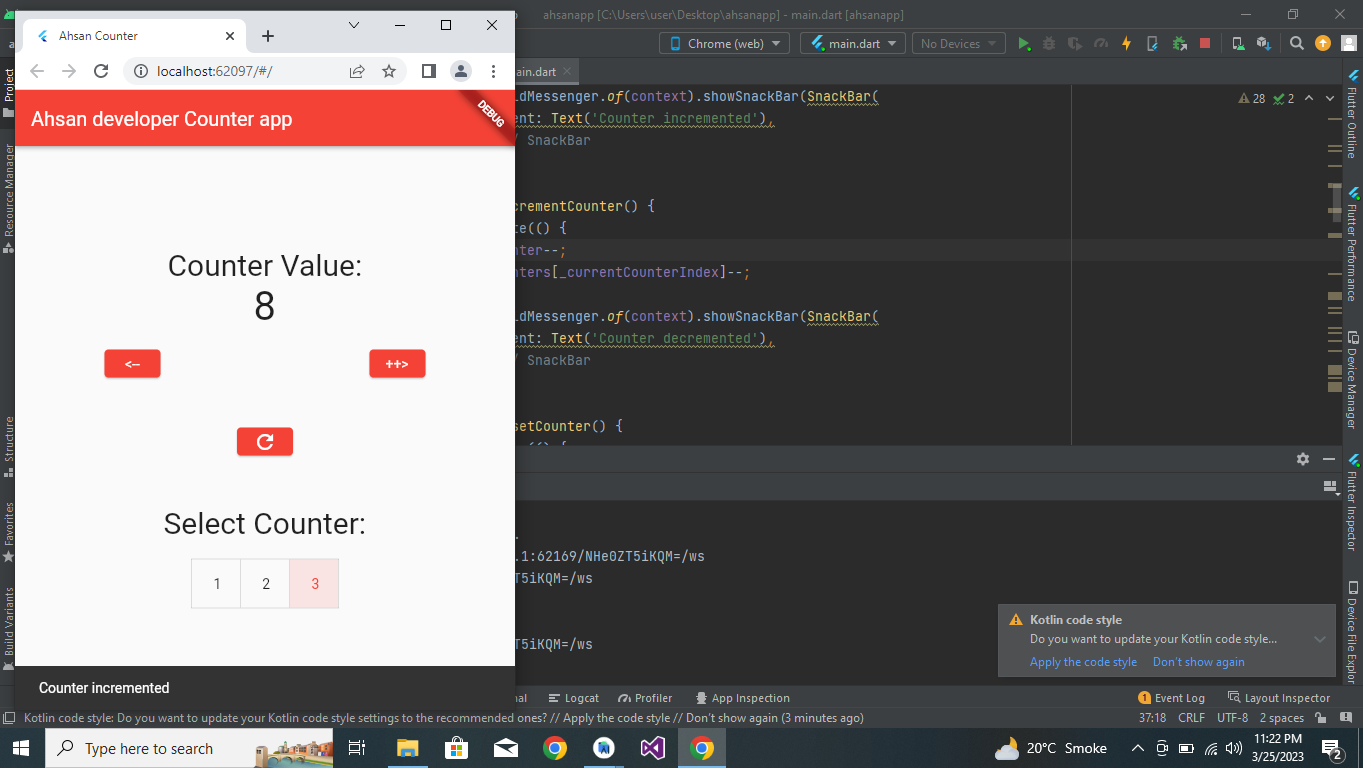 Ahsan Counter
localhost:62097/#/
Ahsan developer Counter app
DEBUG
Counter Value:
8
<--
++>
Select Counter:
1 2 3
Counter incremented
ahsanapp [C:\Users\user\Desktop\ahsanapp] - main.dart [ahsanapp]
Chrome (web)
main.dart
No Devices
ain.dart
28 2
dMessenger.of(context).showSnackBar(SnackBar(
ent: Text('Counter incremented'),
/ SnackBar
crementCounter() {
te(() {
nter--;
nters[_currentCounterIndex]--;
dMessenger.of(context).showSnackBar(SnackBar(
ent: Text('Counter decremented'),
/ SnackBar
setCounter() {
.1:62169/NHe0ZT5iKQM=/ws
T5iKQM=/ws
T5iKQM=/ws
Kotlin code style
Do you want to update your Kotlin code style...
Apply the code style Don't show again
Project
Resource Manager
Structure
Favorites
Build Variants
Flutter Outline
Flutter Performance
Device Manager
Flutter Inspector
Device File Explor
nal Logcat Profiler App Inspection
1 Event Log Layout Inspector
Kotlin code style: Do you want to update your Kotlin code style settings to the recommended ones? // Apply the code style // Don't show again (3 minutes ago)
37:18 CRLF UTF-8 2 spaces
Type here to search
20°C Smoke
11:22 PM
3/25/2023
2